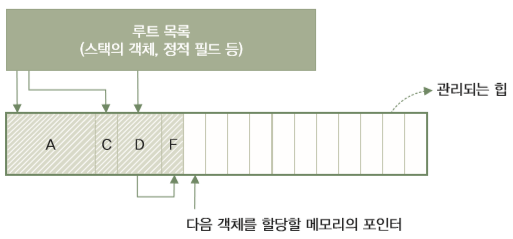 루트 목록
(스택의 객체, 정적 필드 등)
관리되는 힙
A
C
D
F
다음 객체를 할당할 메모리의 포인터